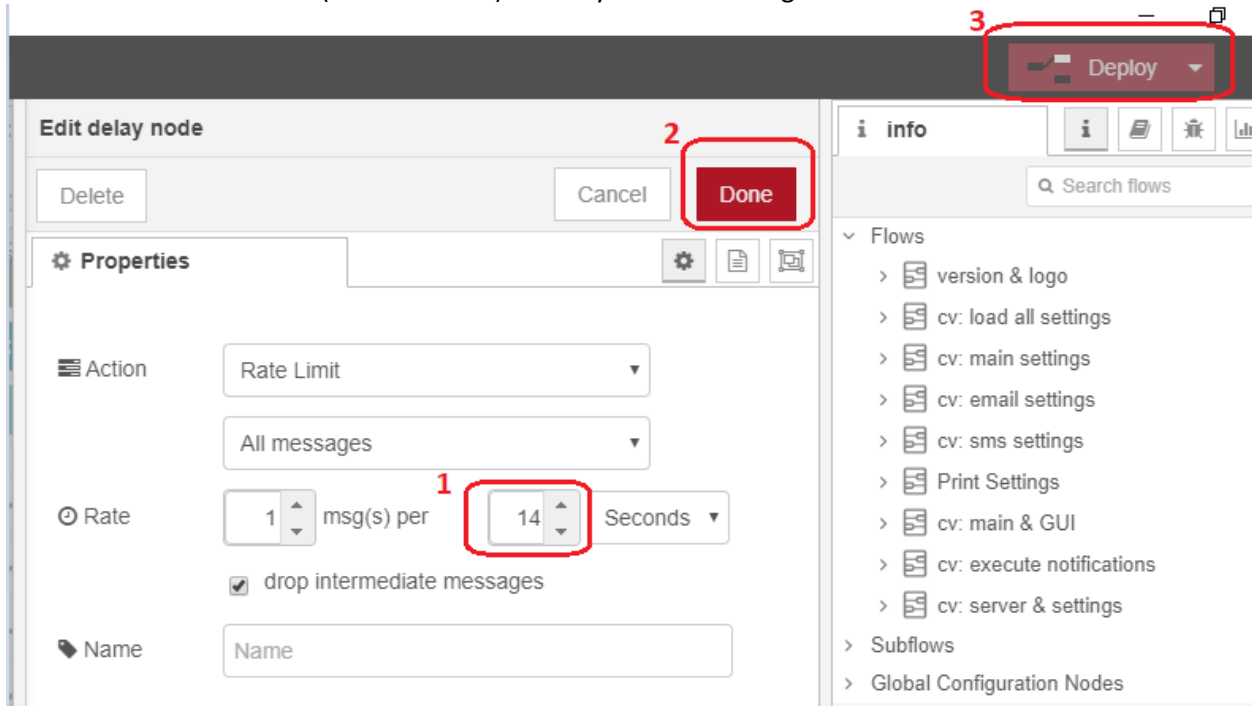 3
Deploy
Edit delay node
2
i info
i
Delete
Cancel
Done
Search flows
Properties
Flows
version & logo
cv: load all settings
Action
Rate Limit
cv: main settings
cv: email settings
All messages
cv: sms settings
1
Print Settings
Rate
1 msg(s) per 14 Seconds
cv: main & GUI
drop intermediate messages
cv: execute notifications
cv: server & settings
Name
Name
Subflows
Global Configuration Nodes